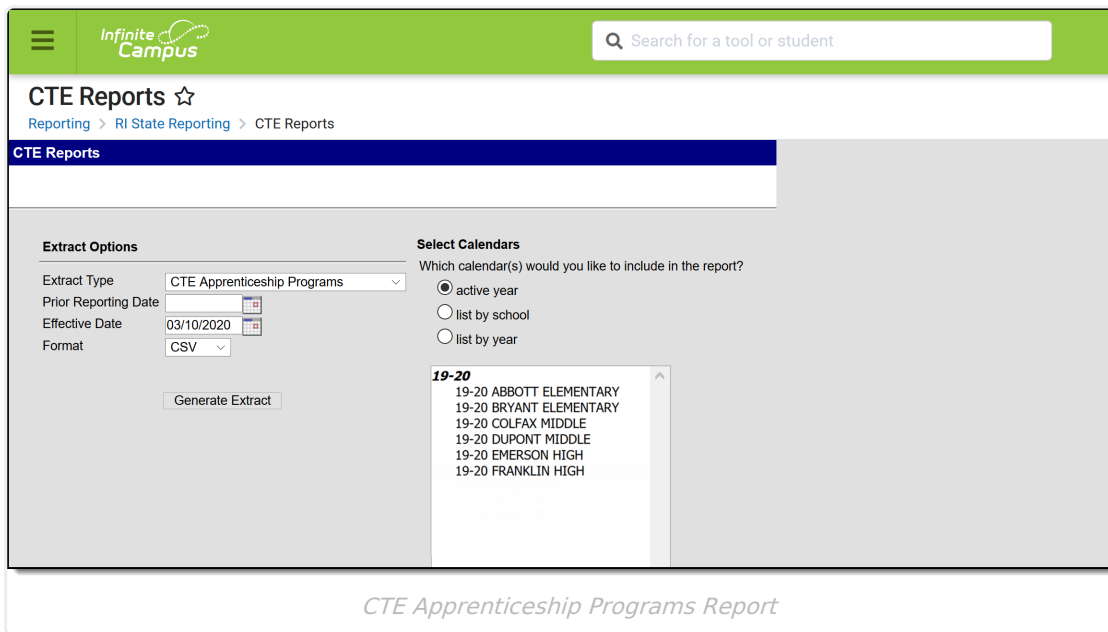 Infinite
Campus
Search for a tool or student
CTE Reports
Reporting > RI State Reporting > CTE Reports
CTE Reports
Extract Options
Extract Type CTE Apprenticeship Programs
Prior Reporting Date
Effective Date 03/10/2020
Format CSV
Generate Extract
Select Calendars
Which calendar(s) would you like to include in the report?
active year
list by school
list by year
19-20
19-20 ABBOTT ELEMENTARY
19-20 BRYANT ELEMENTARY
19-20 COLFAX MIDDLE
19-20 DUPONT MIDDLE
19-20 EMERSON HIGH
19-20 FRANKLIN HIGH
CTE Apprenticeship Programs Report